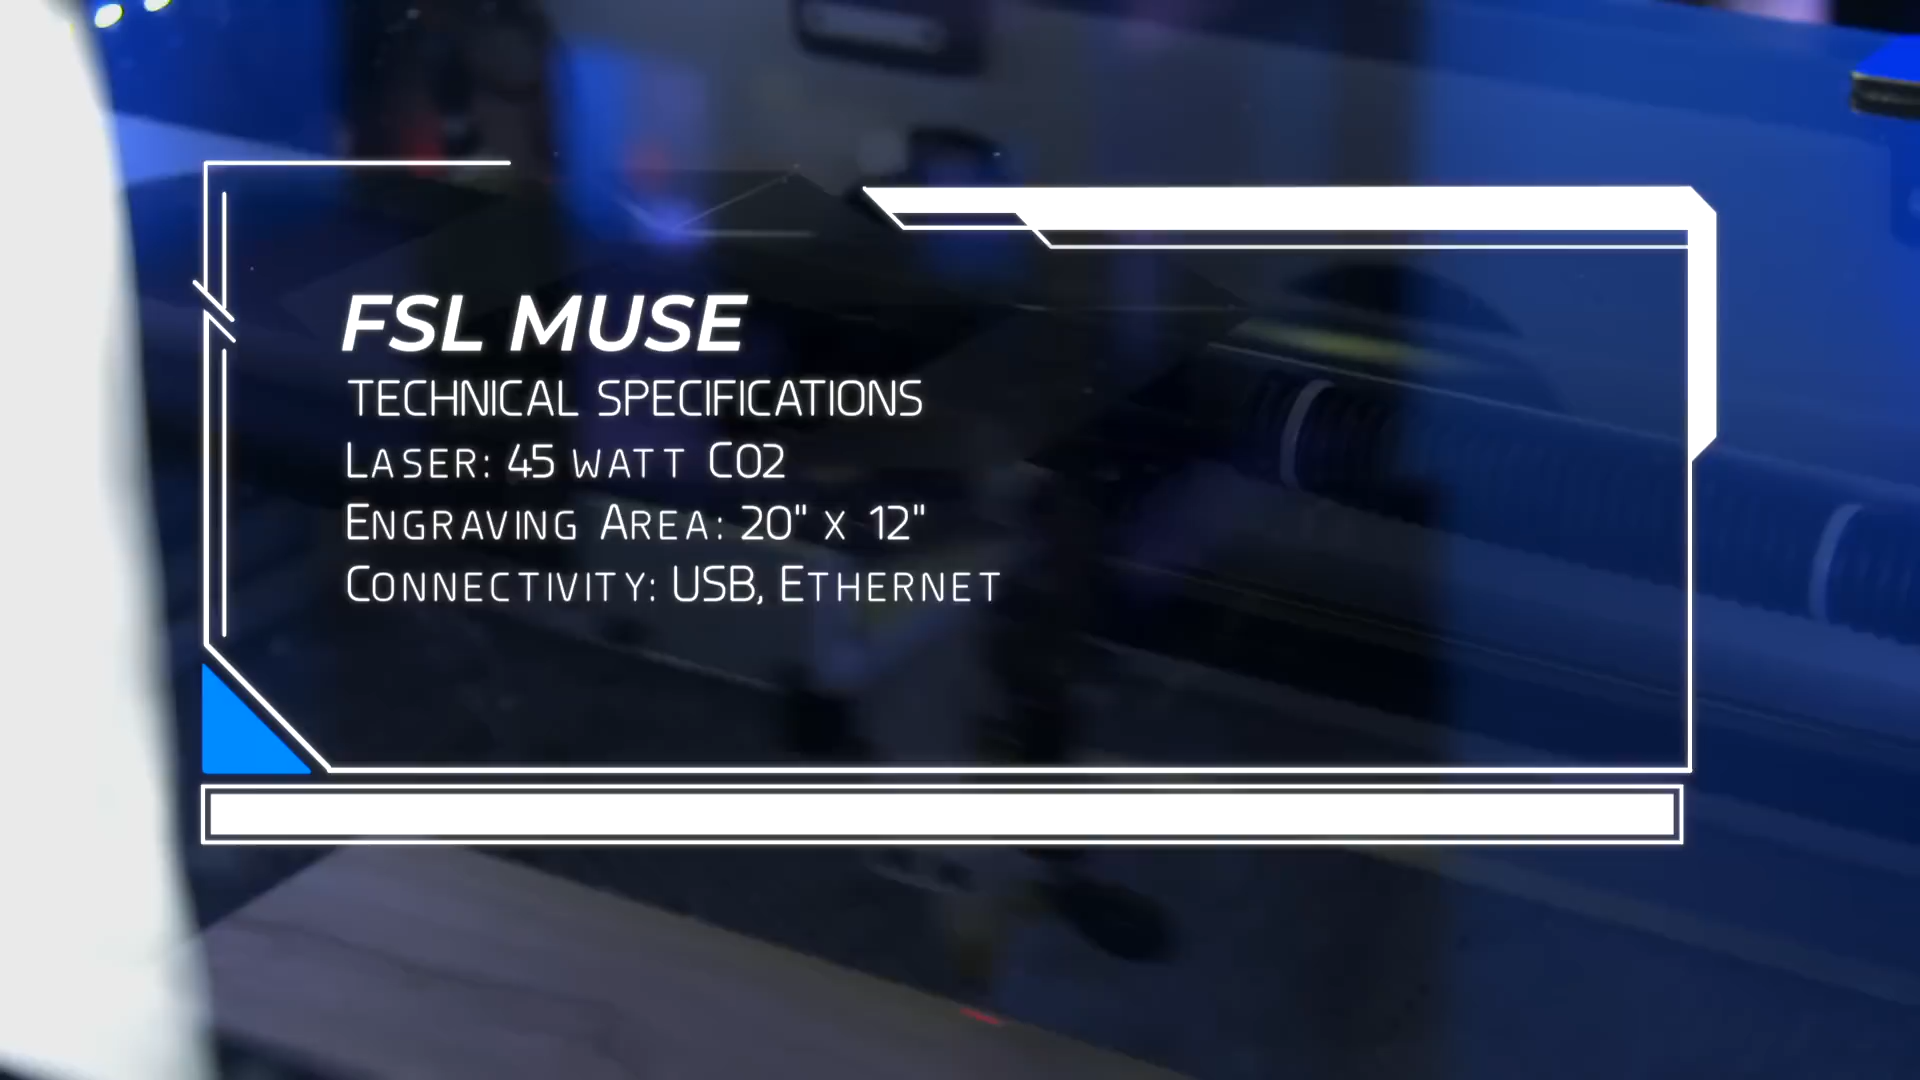 FSL MUSE
TECHNICAL SPECIFICATIONS
LASER: 45 WATT CO2
ENGRAVING AREA: 20" X 12"
CONNECTIVITY: USB, ETHERNET